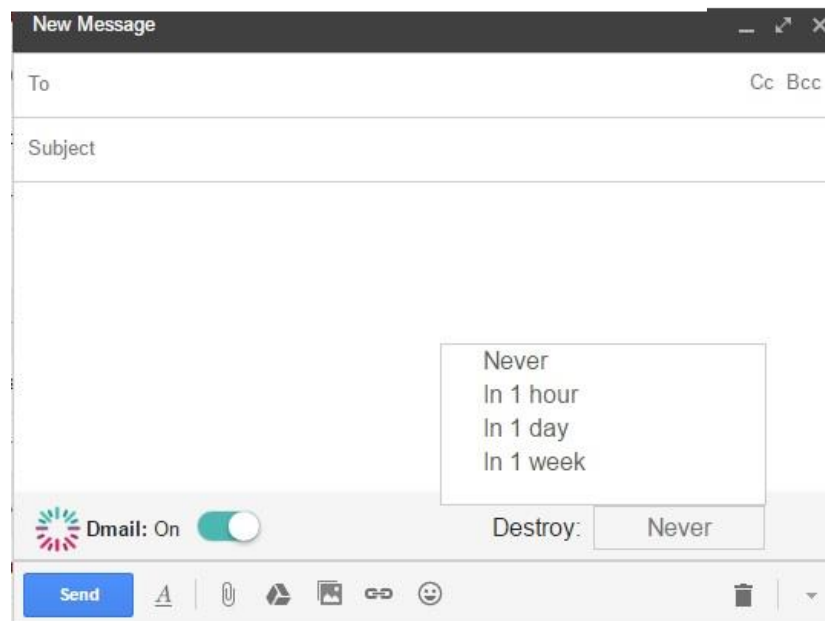 New Message
To Cc Bcc
Subject
Never
In 1 hour
In 1 day
In 1 week
Dmail: On Destroy: Never
Send A